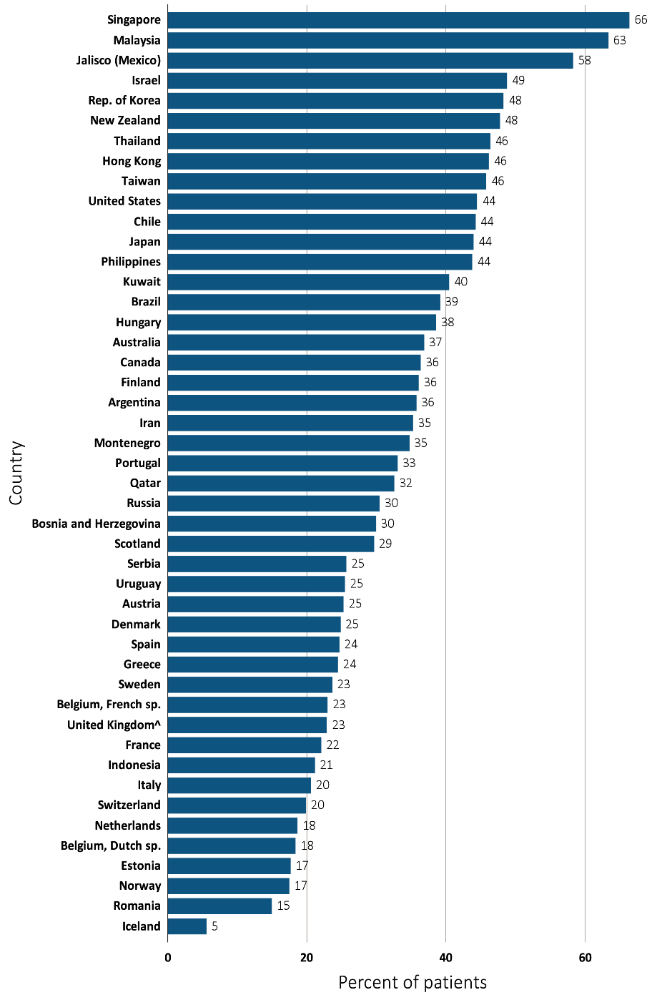 Singapore 66
Malaysia 63
Jalisco (Mexico) 58
Israel 49
Rep. of Korea 48
New Zealand 48
Thailand 46
Hong Kong 46
Taiwan 46
United States 44
Chile 44
Japan 44
Philippines 44
Kuwait 40
Brazil 39
Hungary 38
Australia 37
Canada 36
Finland 36
Argentina 36
Iran 35
Montenegro 35
Portugal 33
Qatar 32
Russia 30
Bosnia and Herzegovina 30
Scotland 29
Serbia 25
Uruguay 25
Austria 25
Denmark 25
Spain 24
Greece 24
Sweden 23
Belgium, French sp. 23
United Kingdom^ 23
France 22
Indonesia 21
Italy 20
Switzerland 20
Netherlands 18
Belgium, Dutch sp. 18
Estonia 17
Norway 17
Romania 15
Iceland 5
0 20 40 60
Percent of patients
Country